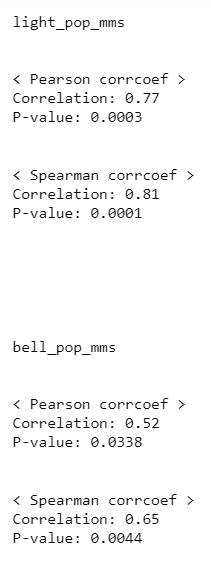 light_pop_mms
< Pearson corrcoef >
Correlation: 0.77
P-value: 0.0003
< Spearman corrcoef >
Correlation: 0.81
P-value: 0.0001
bell_pop_mms
< Pearson corrcoef >
Correlation: 0.52
P-value: 0.0338
< Spearman corrcoef >
Correlation: 0.65
P-value: 0.0044